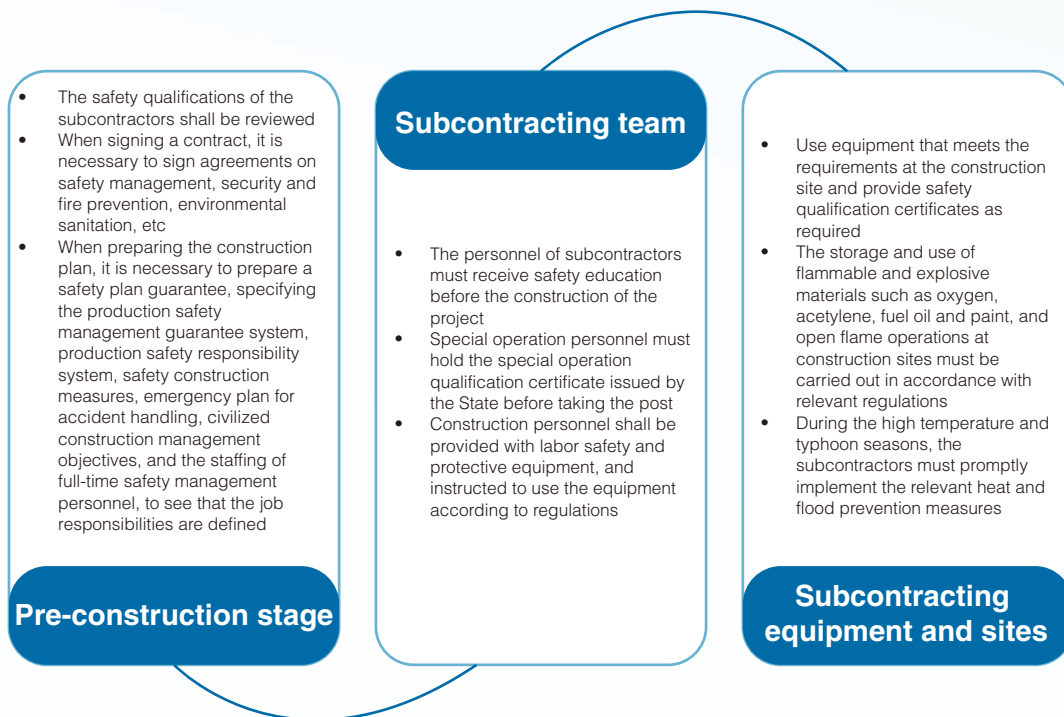 • The safety qualifications of the
subcontractors shall be reviewed
• When signing a contract, it is
necessary to sign agreements on
safety management, security and
fire prevention, environmental
sanitation, etc
• When preparing the construction
plan, it is necessary to prepare a
safety plan guarantee, specifying
the production safety
management guarantee system,
production safety responsibility
system, safety construction
measures, emergency plan for
accident handling, civilized
construction management
objectives, and the staffing of
full-time safety management
personnel, to see that the job
responsibilities are defined
Pre-construction stage
Subcontracting team
• The personnel of subcontractors
must receive safety education
before the construction of the
project
• Special operation personnel must
hold the special operation
qualification certificate issued by
the State before taking the post
• Construction personnel shall be
provided with labor safety and
protective equipment, and
instructed to use the equipment
according to regulations
• Use equipment that meets the
requirements at the construction
site and provide safety
qualification certificates as
required
• The storage and use of
flammable and explosive
materials such as oxygen,
acetylene, fuel oil and paint, and
open flame operations at
construction sites must be
carried out in accordance with
relevant regulations
• During the high temperature and
typhoon seasons, the
subcontractors must promptly
implement the relevant heat and
flood prevention measures
Subcontracting
equipment and sites